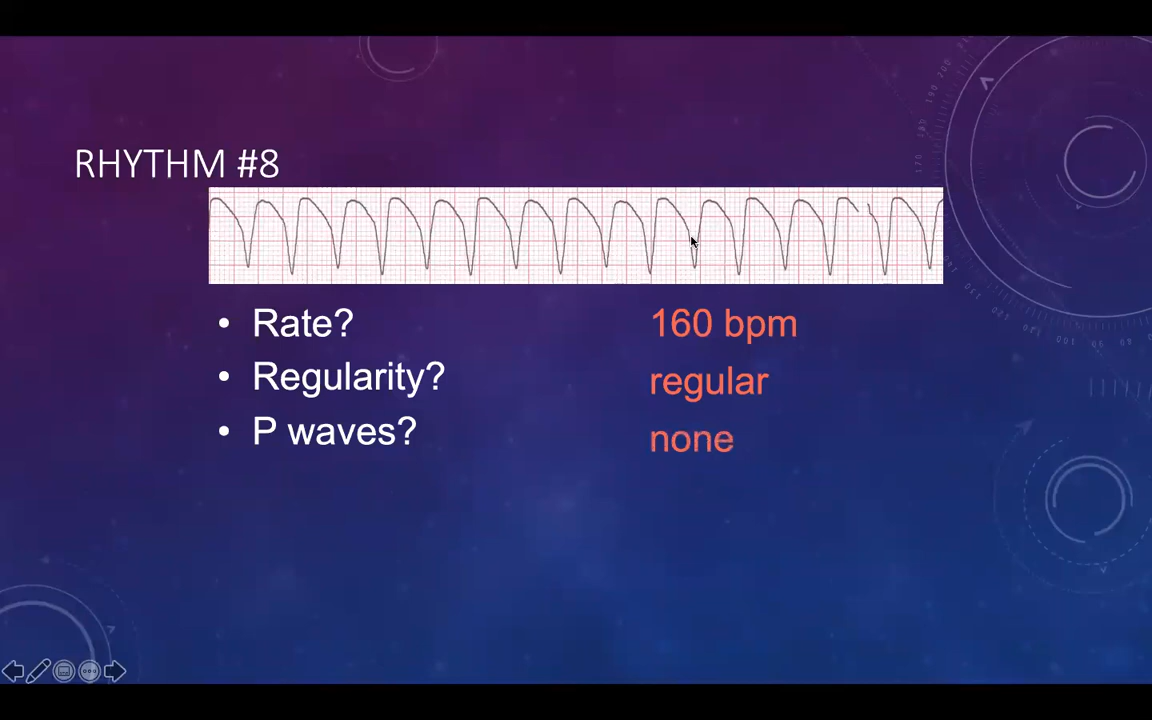 RHYTHM #8
• Rate? 160 bpm
• Regularity? regular
• P waves? none